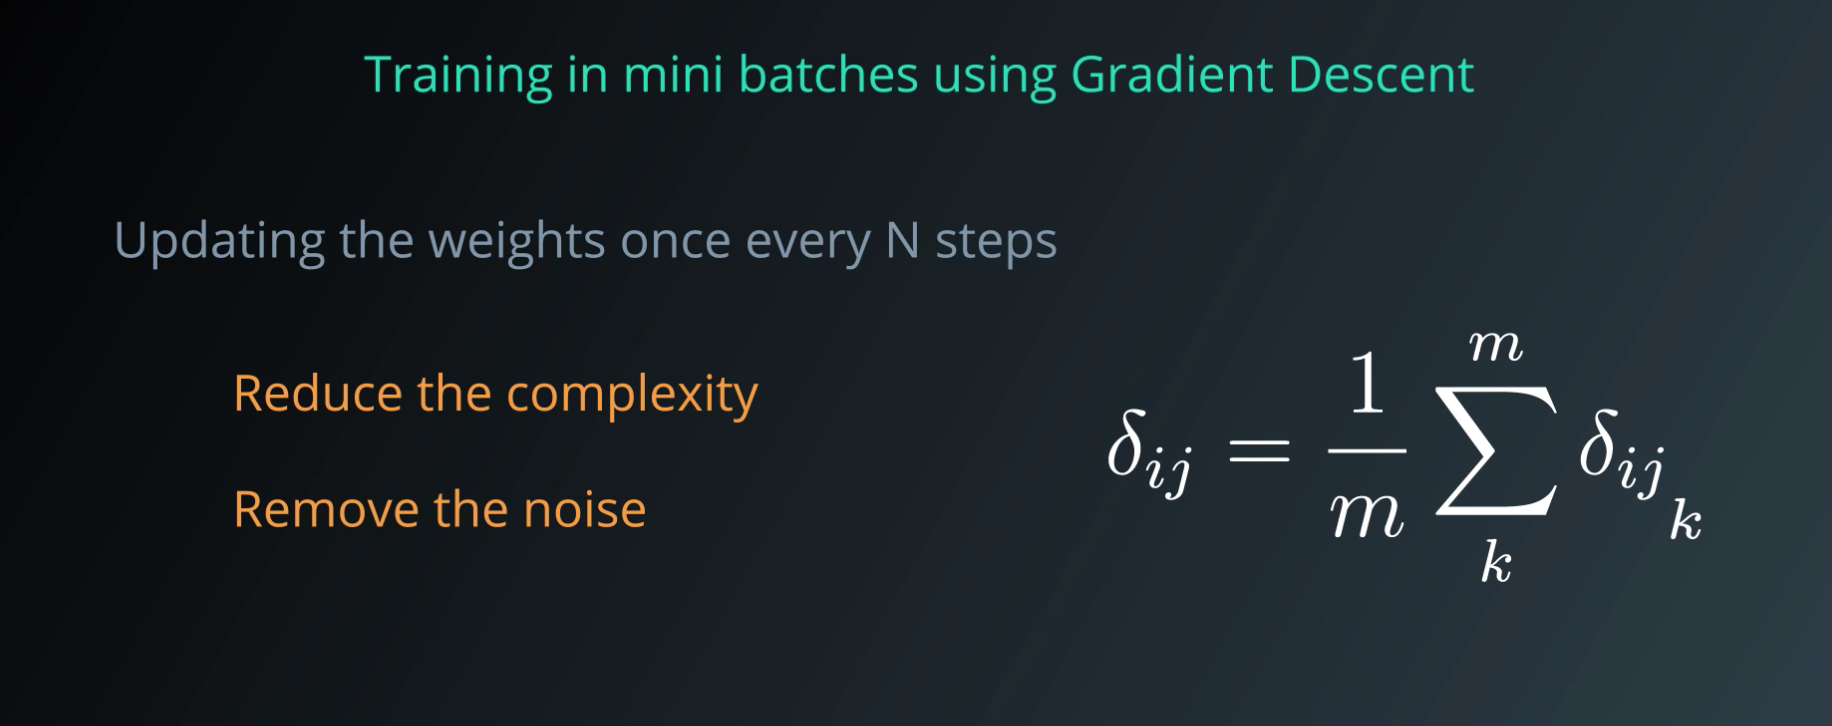 Training in mini batches using Gradient Descent
Updating the weights once every N steps
Reduce the complexity
Remove the noise
$\delta_{ij} = \frac{1}{m} \sum_{k}^{m} {\delta_{ij}}_{k}$